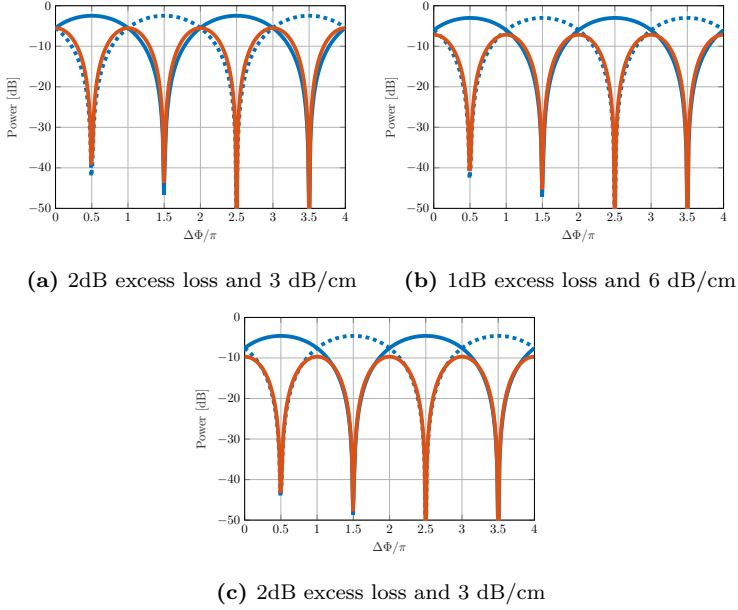 0
−10
−20
−30
−40
−50
Power [dB]
0 0.5 1 1.5 2 2.5 3 3.5 4
ΔΦ/π
(a) 2dB excess loss and 3 dB/cm
0
−10
−20
−30
−40
−50
Power [dB]
0 0.5 1 1.5 2 2.5 3 3.5 4
ΔΦ/π
(b) 1dB excess loss and 6 dB/cm
0
−10
−20
−30
−40
−50
Power [dB]
0 0.5 1 1.5 2 2.5 3 3.5 4
ΔΦ/π
(c) 2dB excess loss and 3 dB/cm